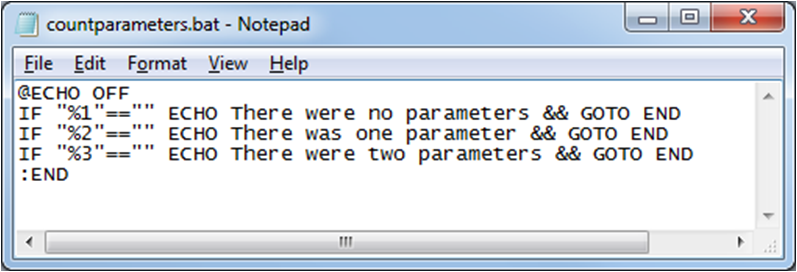 countparameters.bat - Notepad
File Edit Format View Help
@ECHO OFF
IF "%1"=="" ECHO There were no parameters && GOTO END
IF "%2"=="" ECHO There was one parameter && GOTO END
IF "%3"=="" ECHO There were two parameters && GOTO END
:END